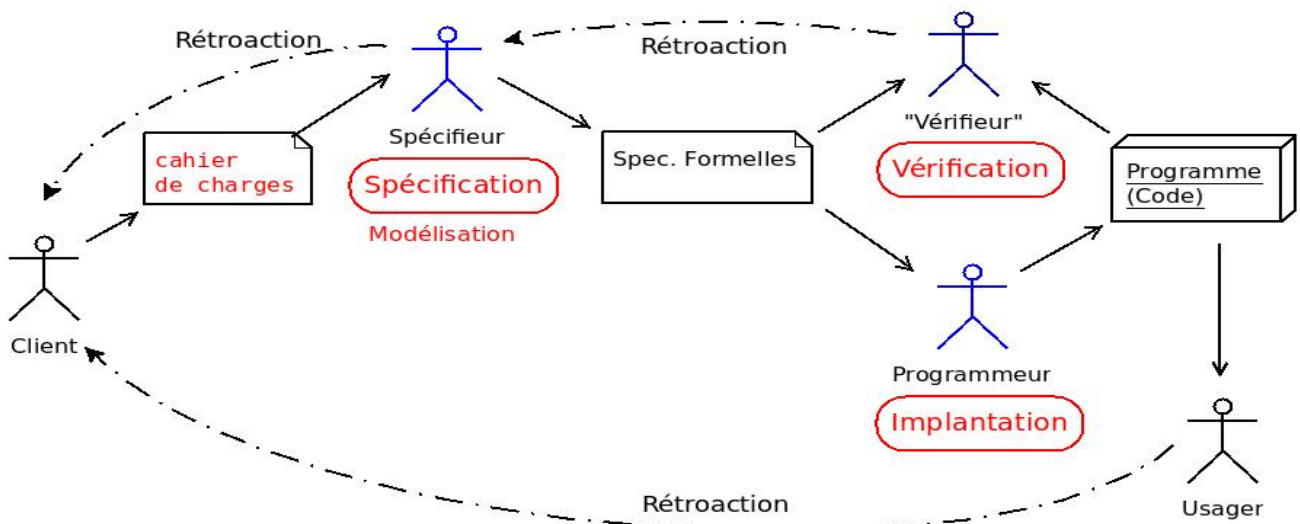 Rétroaction
Rétroaction
Spécifieur
"Vérifieur"
cahier
de charges
Spécification
Modélisation
Spec. Formelles
Vérification
Programme
(Code)
Client
Programmeur
Implantation
Rétroaction
Usager